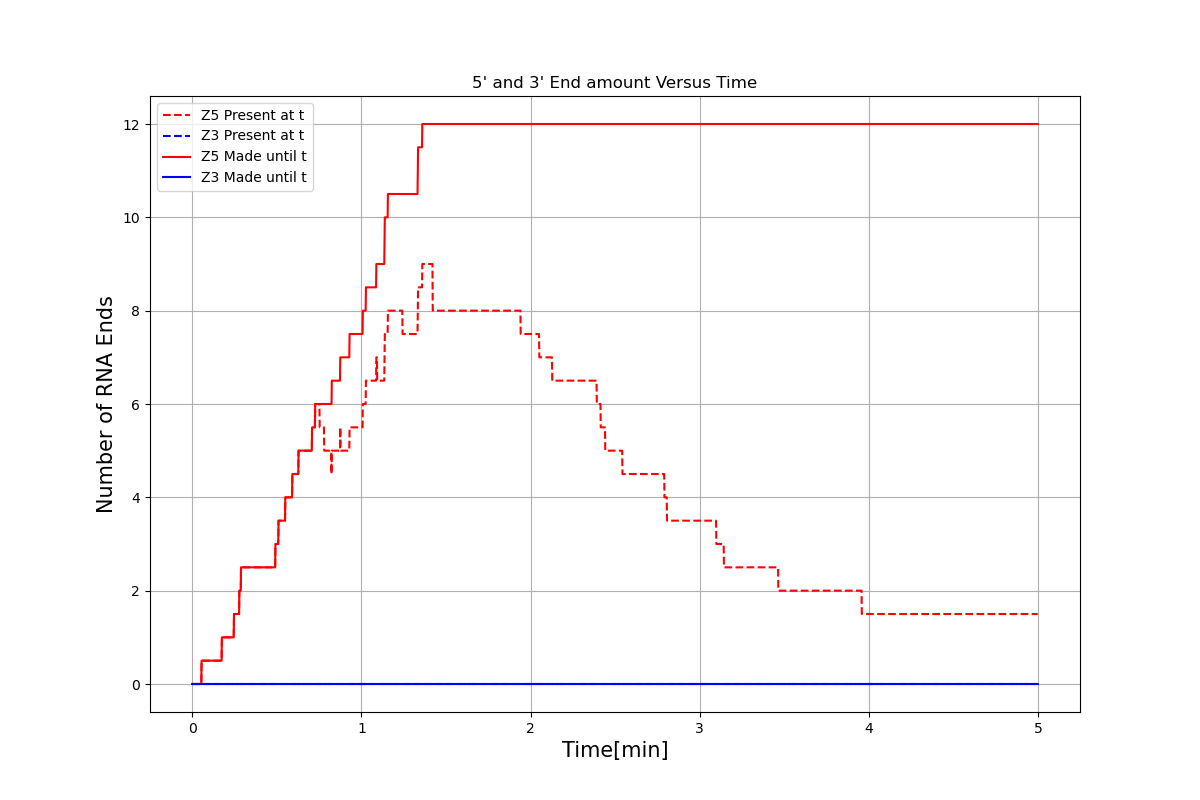 5' and 3' End amount Versus Time
Z5 Present at t
Z3 Present at t
Z5 Made until t
Z3 Made until t
Number of RNA Ends
12
10
8
6
4
2
0
0 1 2 3 4 5
Time[min]